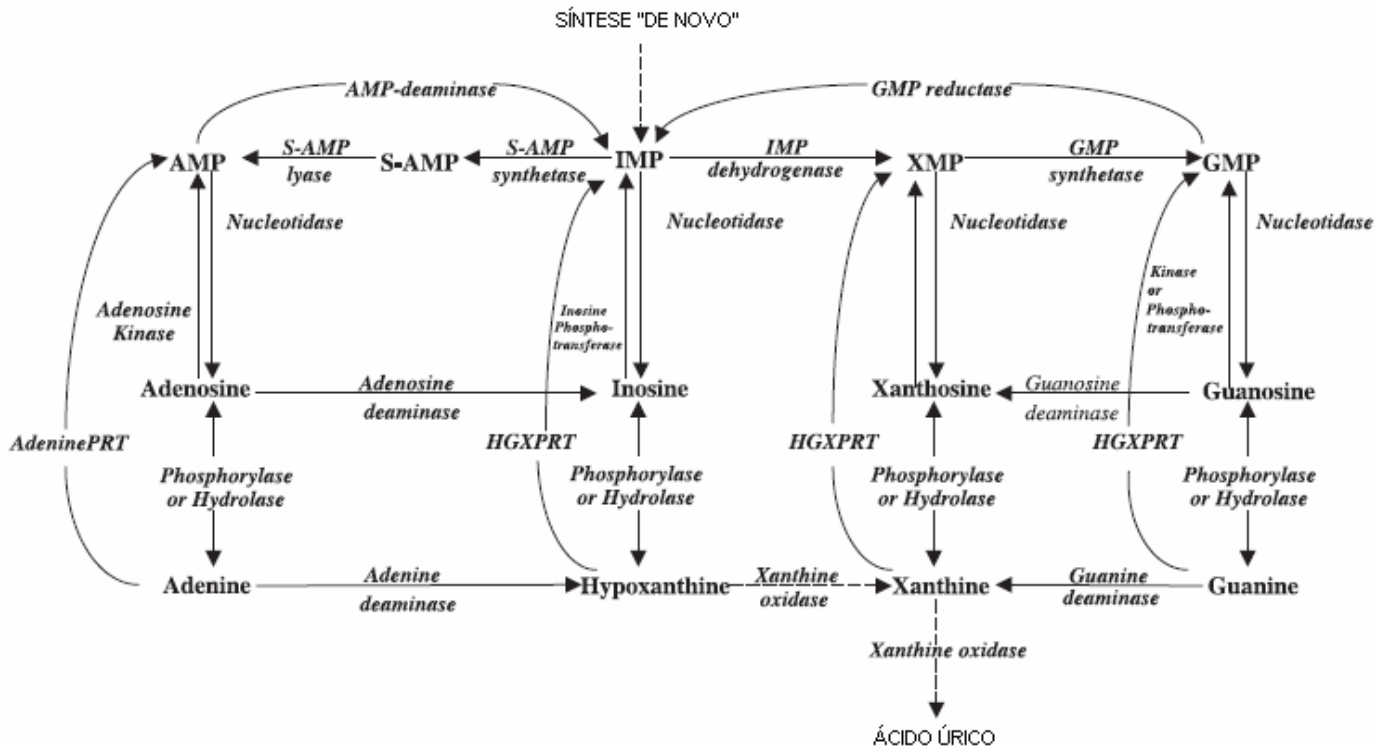 SÍNTESE "DE NOVO"
AMP-deaminase
GMP reductase
AMP
S-AMP
lyase
S-AMP
S-AMP
synthetase
IMP
IMP
dehydrogenase
XMP
GMP
synthetase
GMP
Nucleotidase
Nucleotidase
Nucleotidase
Nucleotidase
Adenosine
Kinase
Inosine
Phospho-
transferase
Kinase
or
Phospho-
transferase
Adenosine
Adenosine
deaminase
Inosine
Xanthosine
Guanosine
deaminase
Guanosine
AdeninePRT
HGXPRT
HGXPRT
HGXPRT
Phosphorylase
or Hydrolase
Phosphorylase
or Hydrolase
Phosphorylase
or Hydrolase
Phosphorylase
or Hydrolase
Adenine
Adenine
deaminase
Hypoxanthine
Xanthine
oxidase
Xanthine
Guanine
deaminase
Guanine
Xanthine oxidase
ÁCIDO ÚRICO